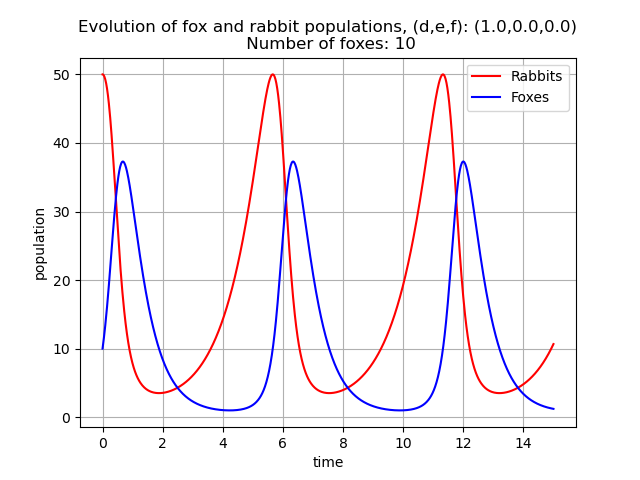 Evolution of fox and rabbit populations, (d,e,f): (1.0,0.0,0.0)
Number of foxes: 10
Rabbits
Foxes
50
40
30
20
10
0
population
0 2 4 6 8 10 12 14
time